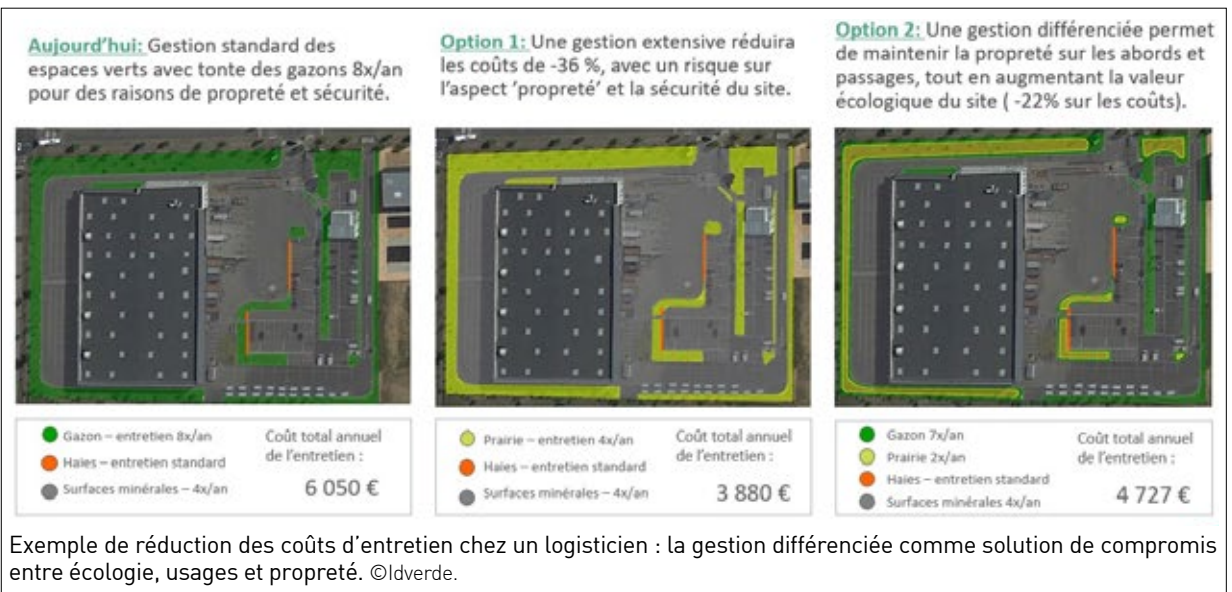 Aujourd'hui: Gestion standard des
espaces verts avec tonte des gazons 8x/an
pour des raisons de propreté et sécurité.
Option 1: Une gestion extensive réduira
les coûts de -36 %, avec un risque sur
l'aspect 'propreté' et la sécurité du site.
Option 2: Une gestion différenciée permet
de maintenir la propreté sur les abords et
passages, tout en augmentant la valeur
écologique du site ( -22% sur les coûts).
Gazon – entretien 8x/an
Haies – entretien standard
Surfaces minérales – 4x/an
Coût total annuel
de l'entretien :
6 050 €
Prairie – entretien 4x/an
Haies – entretien standard
Surfaces minérales – 4x/an
Coût total annuel
de l'entretien :
3 880 €
Gazon 7x/an
Prairie 2x/an
Haies – entretien standard
Surfaces minérales 4x/an
Coût total annuel
de l'entretien :
4 727 €
Exemple de réduction des coûts d'entretien chez un logisticien : la gestion différenciée comme solution de compromis
entre écologie, usages et propreté. ©Idverde.